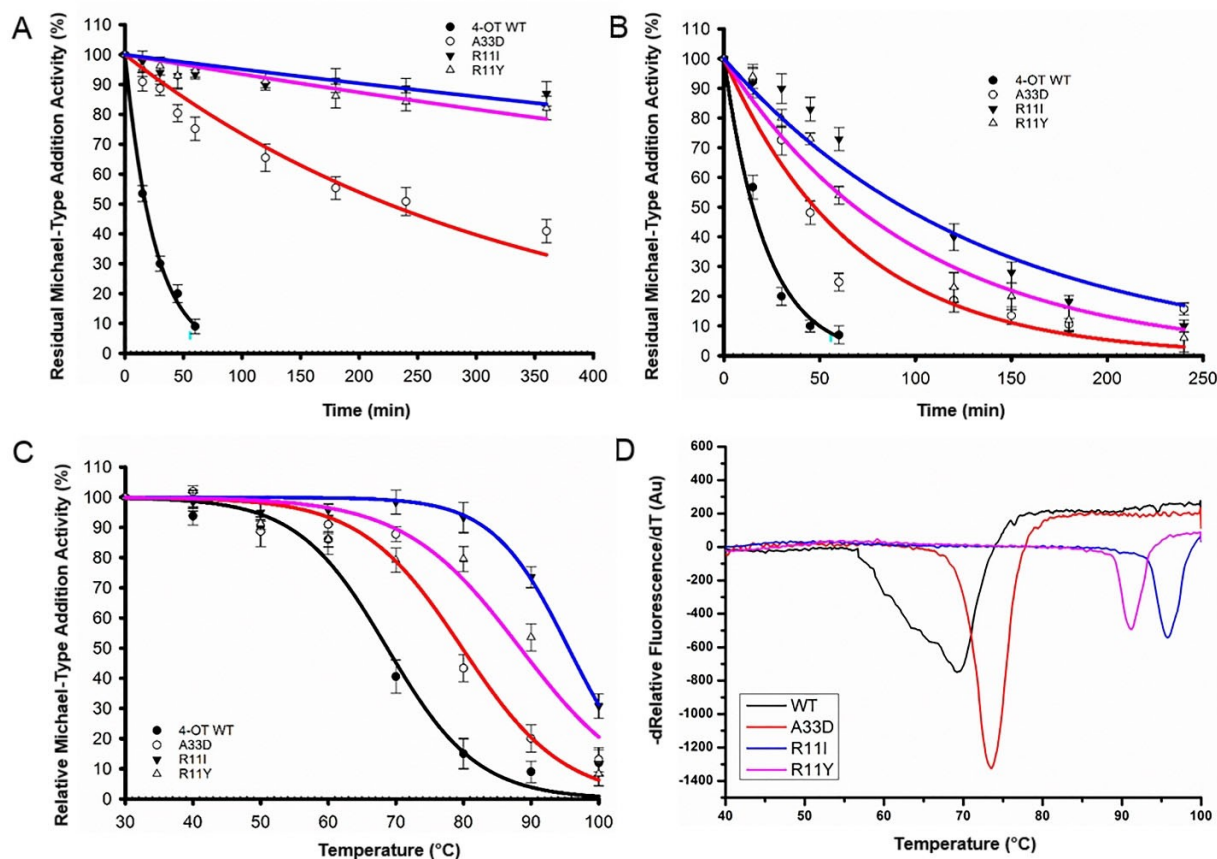 A
Residual Michael-Type Addition Activity (%)
110
100
90
80
70
60
50
40
30
20
10
0
4-OT WT
A33D
R11I
R11Y
0 50 100 150 200 250 300 350 400
Time (min)
B
Residual Michael-Type Addition Activity (%)
110
100
90
80
70
60
50
40
30
20
10
0
4-OT WT
A33D
R11I
R11Y
0 50 100 150 200 250
Time (min)
C
Relative Michael-Type Addition Activity (%)
110
100
90
80
70
60
50
40
30
20
10
0
4-OT WT
A33D
R11I
R11Y
30 40 50 60 70 80 90 100
Temperature (°C)
D
-dRelative Fluorescence/dT (Au)
600
400
200
0
-200
-400
-600
-800
-1000
-1200
-1400
WT
A33D
R11I
R11Y
40 50 60 70 80 90 100
Temperature (°C)